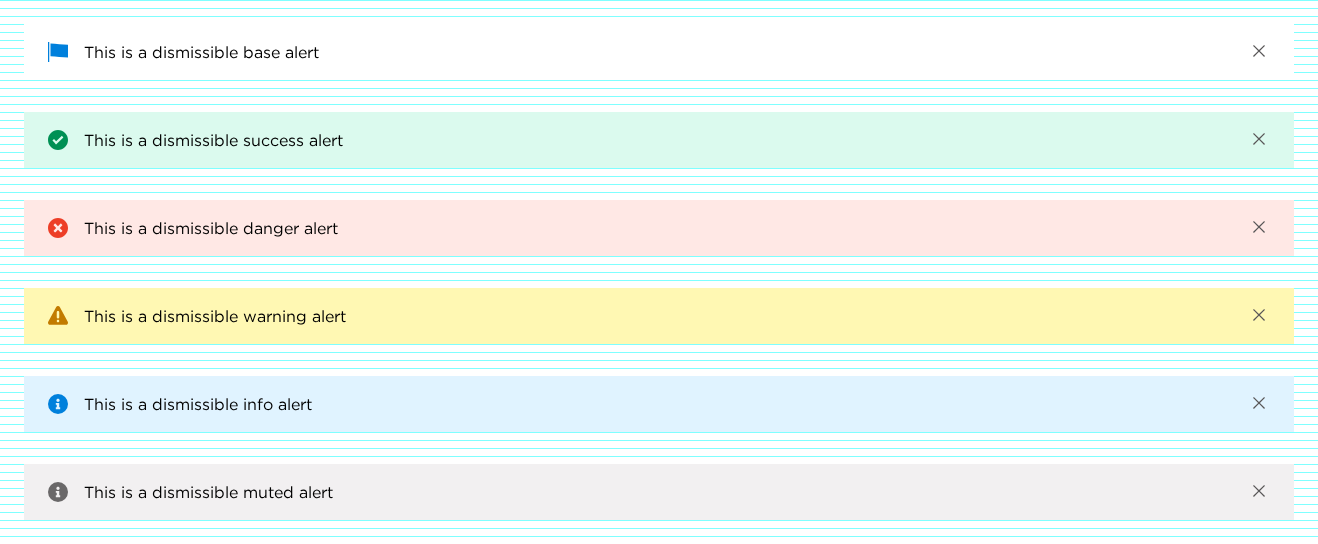 This is a dismissible base alert
This is a dismissible success alert
This is a dismissible danger alert
This is a dismissible warning alert
This is a dismissible info alert
This is a dismissible muted alert